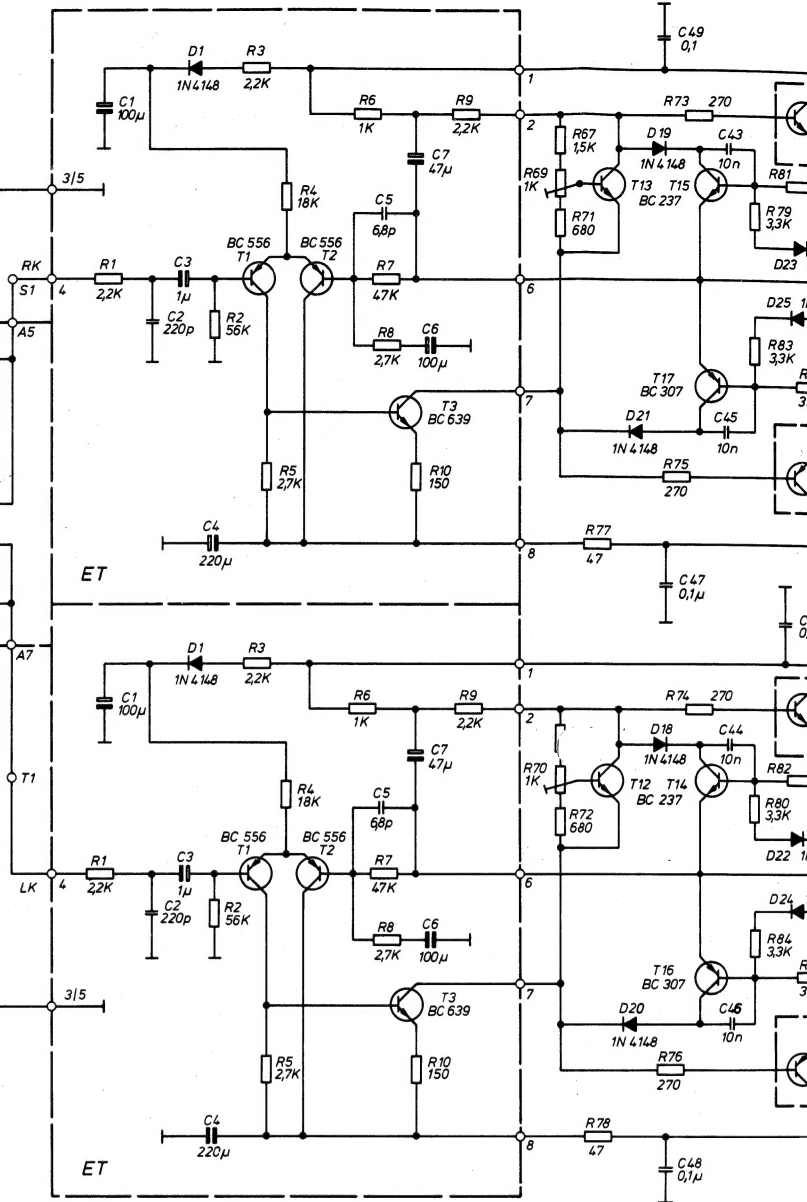 C49
0,1
D1
1N4148
R3
2,2K
1
C1
100µ
R6
1K
R9
2,2K
2
R73 270
R67
1,5K
D19
1N4148
C43
10n
C7
47µ
R69
1K
T13
T15
BC 237
R81
3/5
R4
18K
C5
6,8p
R71
680
R79
3,3K
D23
RK
S1
4
R1
2,2K
C3
1µ
BC 556
T1
BC 556
T2
R7
47K
6
C2
220p
R2
56K
A5
R8
2,7K
C6
100µ
D25
R83
3,3K
7
T17
BC 307
T3
BC 639
D21
1N4148
C45
10n
R5
2,7K
R10
150
R75
270
C4
220µ
8
R77
47
ET
C47
0,1µ
A7
D1
1N4148
R3
2,2K
1
C1
100µ
R6
1K
R9
2,2K
2
R74 270
D18
1N4148
C44
10n
C7
47µ
R70
1K
T12
T14
BC 237
R82
T1
R4
18K
C5
6,8p
R72
680
R80
3,3K
D22
LK
4
R1
2,2K
C3
1µ
BC 556
T1
BC 556
T2
R7
47K
6
C2
220p
R2
56K
R8
2,7K
C6
100µ
D24
R84
3,3K
3/5
T16
BC 307
7
T3
BC 639
D20
1N4148
C46
10n
R5
2,7K
R10
150
R76
270
C4
220µ
8
R78
47
ET
C48
0,1µ